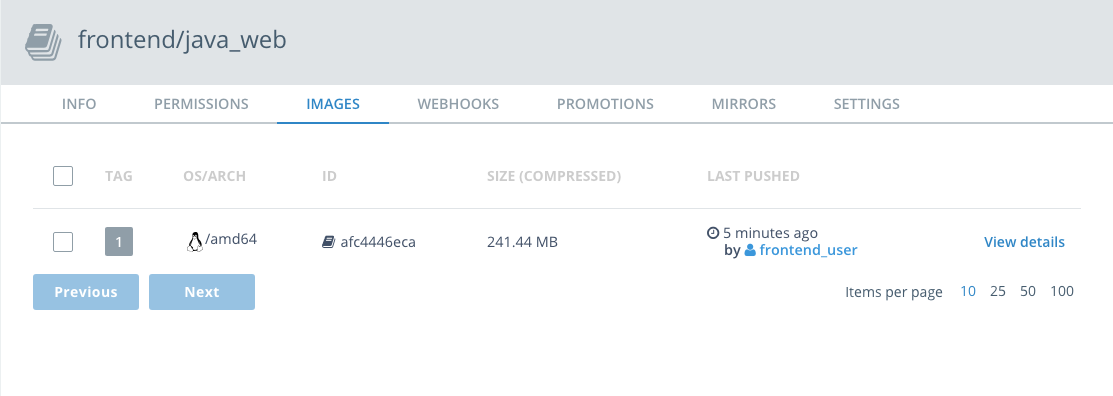 frontend/java_web
INFO PERMISSIONS IMAGES WEBHOOKS PROMOTIONS MIRRORS SETTINGS
TAG OS/ARCH ID SIZE (COMPRESSED) LAST PUSHED
1 /amd64 afc4446eca 241.44 MB 5 minutes ago
by frontend_user View details
Previous Next Items per page 10 25 50 100